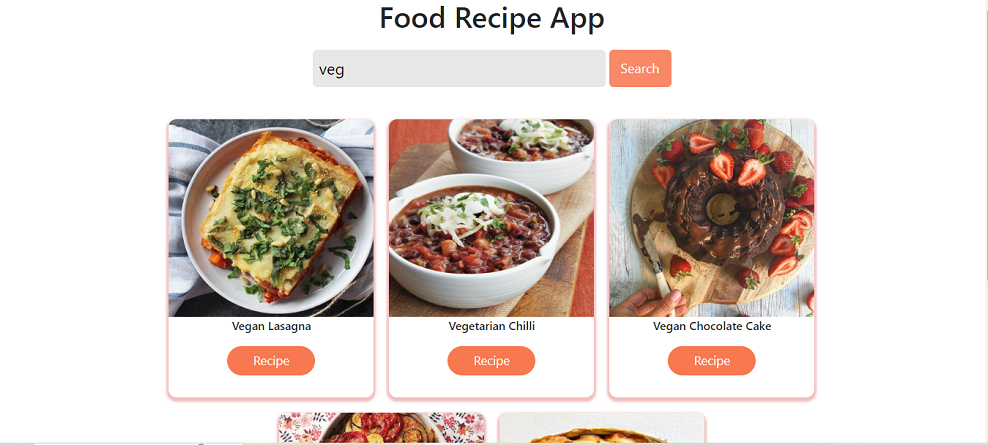 Food Recipe App
veg Search
Vegan Lasagna Vegetarian Chilli Vegan Chocolate Cake
Recipe Recipe Recipe